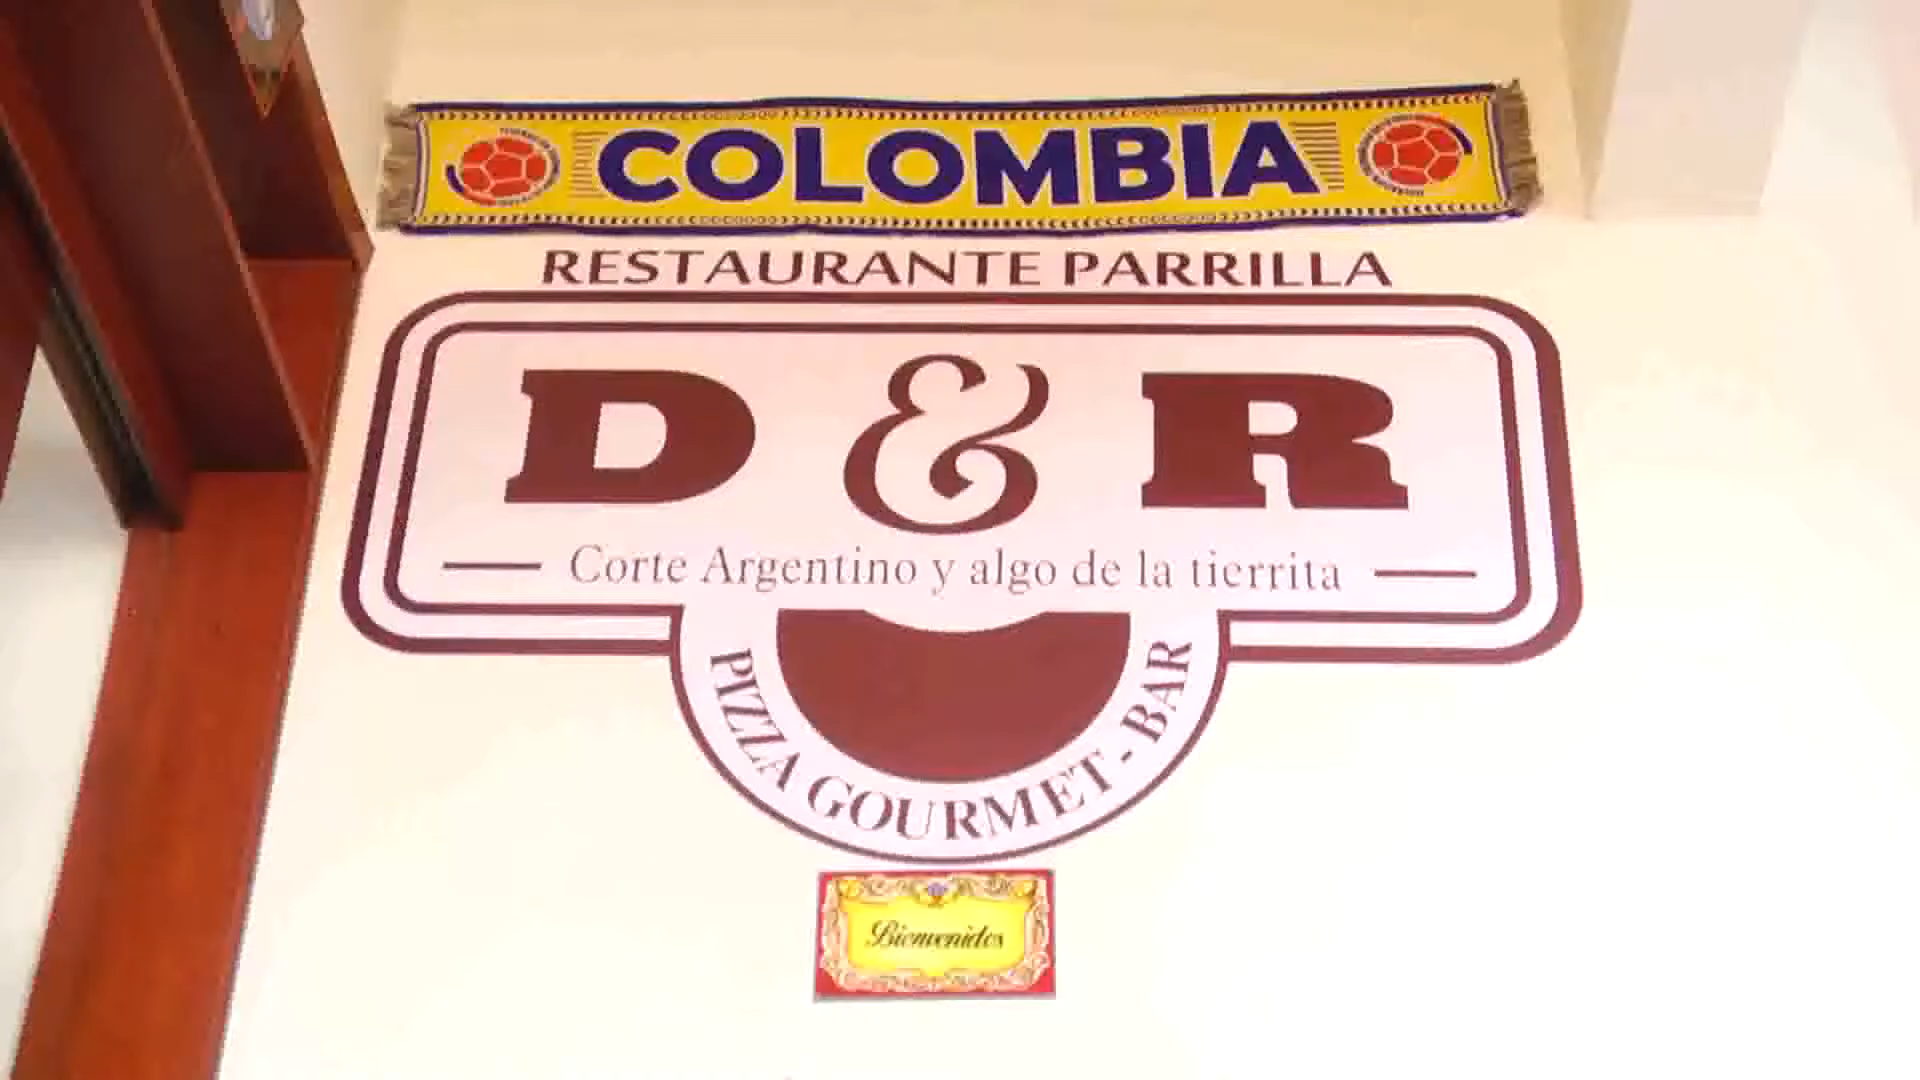 COLOMBIA
RESTAURANTE PARRILLA
D & R
Corte Argentino y algo de la tierrita
PIZZA GOURMET - BAR
Bienvenidos